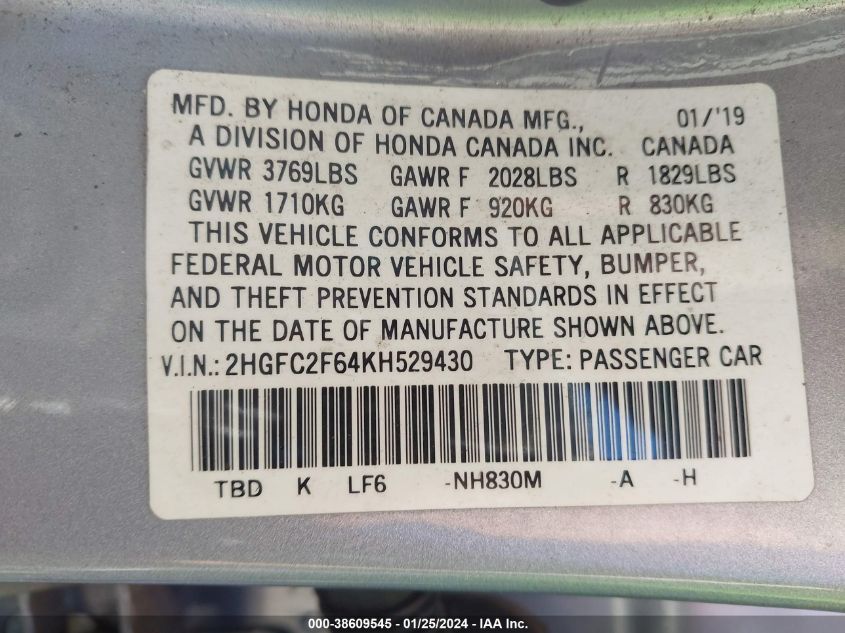 MFD. BY HONDA OF CANADA MFG., 01/'19
A DIVISION OF HONDA CANADA INC. CANADA
GVWR 3769LBS GAWR F 2028LBS R 1829LBS
GVWR 1710KG GAWR F 920KG R 830KG
THIS VEHICLE CONFORMS TO ALL APPLICABLE
FEDERAL MOTOR VEHICLE SAFETY, BUMPER,
AND THEFT PREVENTION STANDARDS IN EFFECT
ON THE DATE OF MANUFACTURE SHOWN ABOVE.
V.I.N.: 2HGFC2F64KH529430 TYPE: PASSENGER CAR
TBD K LF6 -NH830M -A -H
000-38609545 - 01/25/2024 - IAA Inc.